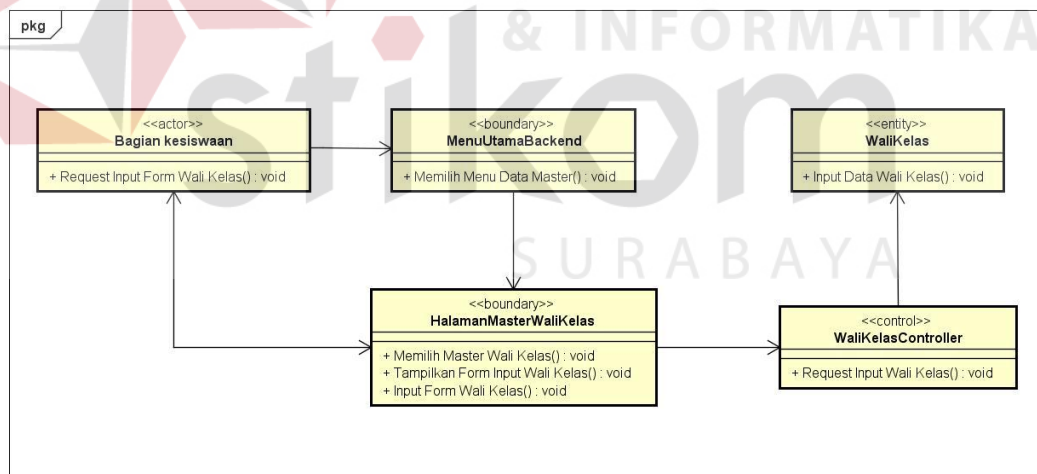 pkg
& INFORMATIKA
stikom
SURABAYA
<<actor>>
Bagian kesiswaan
+ Request Input Form Wali Kelas() : void
<<boundary>>
MenuUtamaBackend
+ Memilih Menu Data Master() : void
<<entity>>
WaliKelas
+ Input Data Wali Kelas() : void
<<boundary>>
HalamanMasterWaliKelas
+ Memilih Master Wali Kelas() : void
+ Tampilkan Form Input Wali Kelas() : void
+ Input Form Wali Kelas() : void
<<control>>
WaliKelasController
+ Request Input Wali Kelas() : void